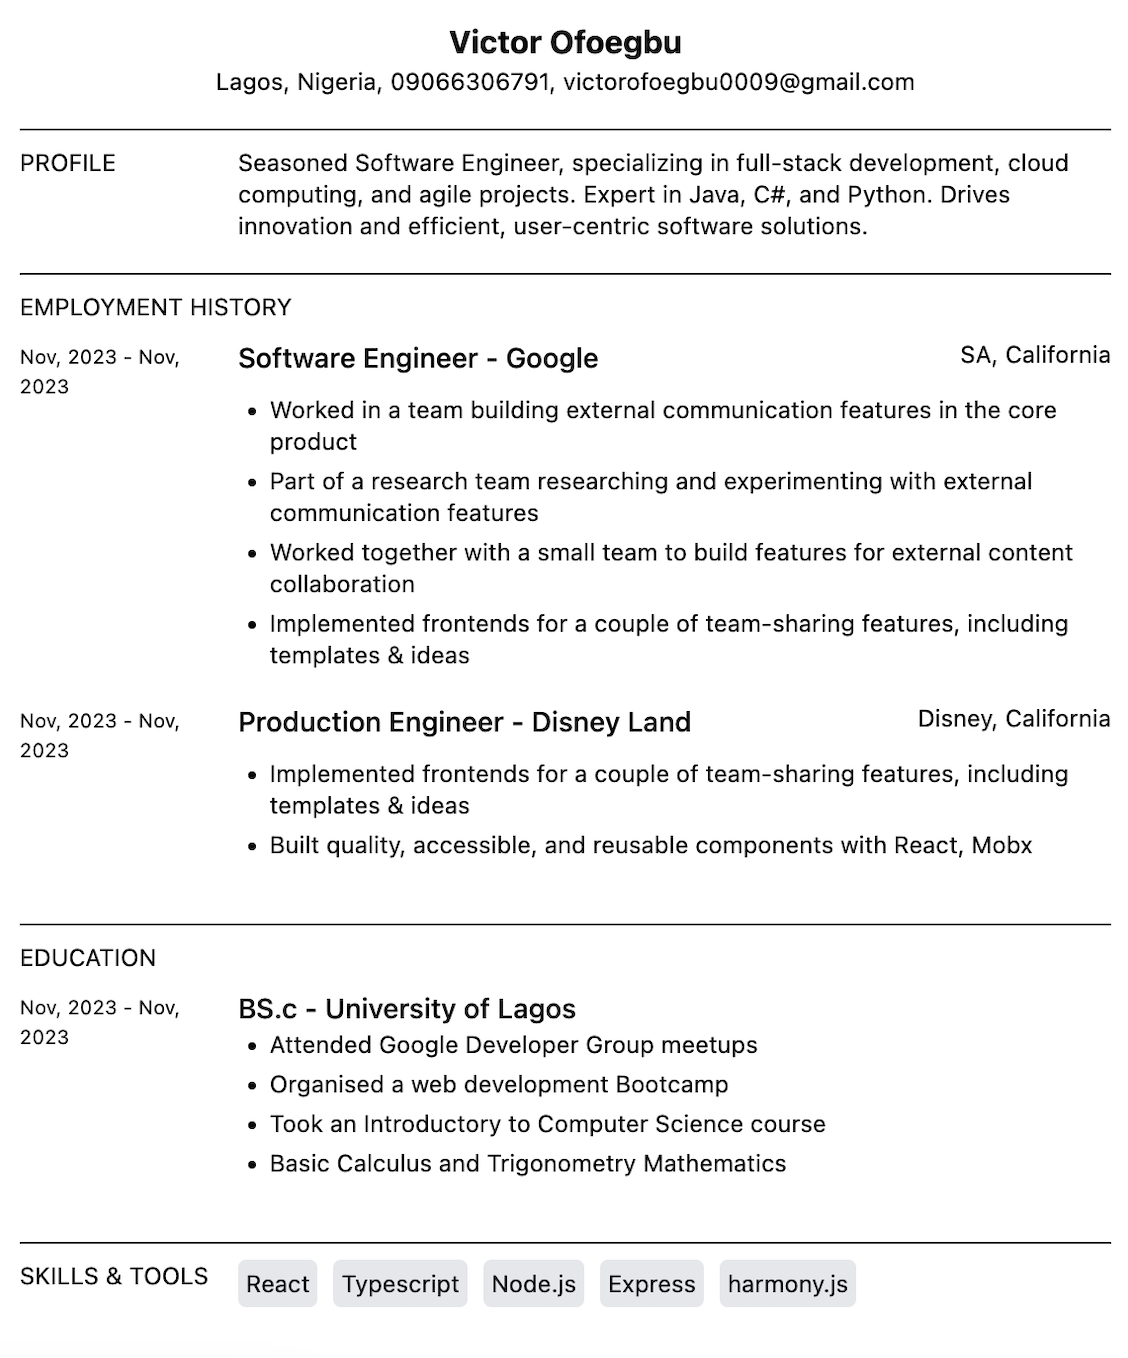 Victor Ofoegbu
Lagos, Nigeria, 09066306791, victorofoegbu0009@gmail.com
PROFILE
Seasoned Software Engineer, specializing in full-stack development, cloud
computing, and agile projects. Expert in Java, C#, and Python. Drives
innovation and efficient, user-centric software solutions.
EMPLOYMENT HISTORY
Nov, 2023 - Nov,
2023
Software Engineer - Google
SA, California
• Worked in a team building external communication features in the core
product
• Part of a research team researching and experimenting with external
communication features
• Worked together with a small team to build features for external content
collaboration
• Implemented frontends for a couple of team-sharing features, including
templates & ideas
Nov, 2023 - Nov,
2023
Production Engineer - Disney Land
Disney, California
• Implemented frontends for a couple of team-sharing features, including
templates & ideas
• Built quality, accessible, and reusable components with React, Mobx
EDUCATION
Nov, 2023 - Nov,
2023
BS.c - University of Lagos
• Attended Google Developer Group meetups
• Organised a web development Bootcamp
• Took an Introductory to Computer Science course
• Basic Calculus and Trigonometry Mathematics
SKILLS & TOOLS
React Typescript Node.js Express harmony.js